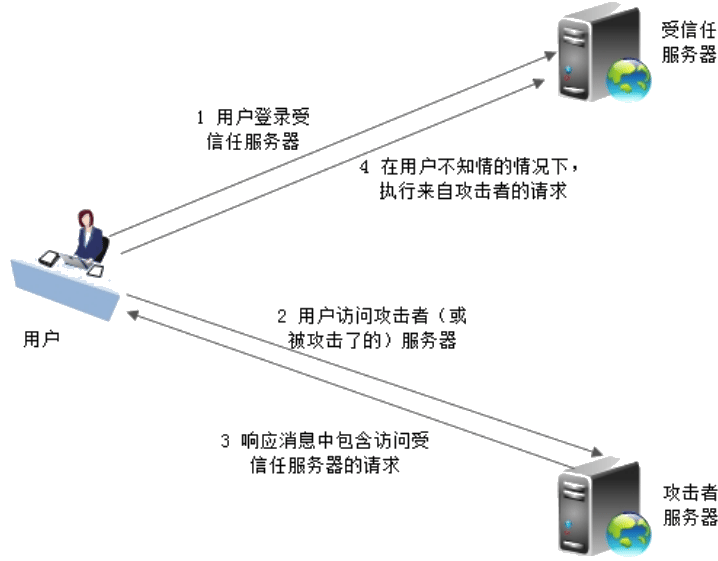 受信任
服务器
1 用户登录受
信任服务器
4 在用户不知情的情况下，
执行来自攻击者的请求
用户
2 用户访问攻击者（或
被攻击了的）服务器
3 响应消息中包含访问受
信任服务器的请求
攻击者
服务器